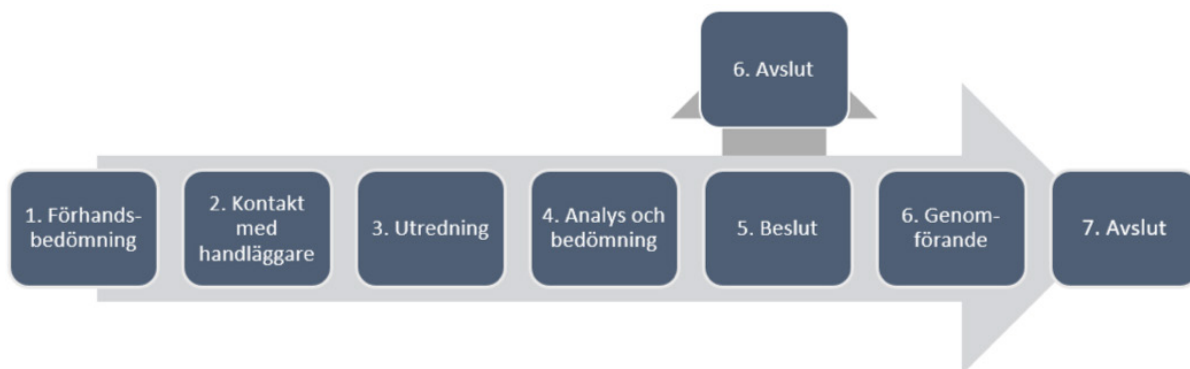 6. Avslut
1. Förhands-
bedömning
2. Kontakt
med
handläggare
3. Utredning
4. Analys och
bedömning
5. Beslut
6. Genom-
förande
7. Avslut